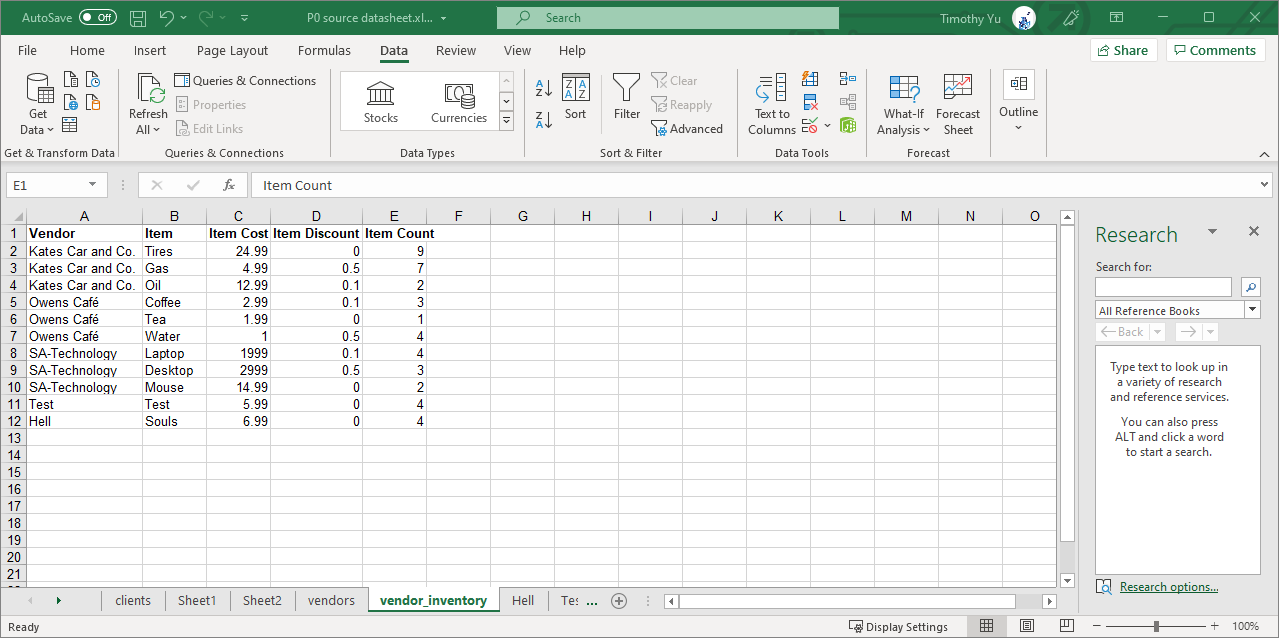 AutoSave Off P0 source datasheet.xl... Search Timothy Yu
File Home Insert Page Layout Formulas Data Review View Help Share Comments
Get Data Refresh All Queries & Connections Properties Edit Links Stocks Currencies Sort Filter Clear Reapply Advanced Text to Columns What-If Analysis Forecast Sheet Outline
Get & Transform Data Queries & Connections Data Types Sort & Filter Data Tools Forecast
E1 fx Item Count
A B C D E F G H I J K L M N O
1 Vendor Item Item Cost Item Discount Item Count
2 Kates Car and Co. Tires 24.99 0 9
3 Kates Car and Co. Gas 4.99 0.5 7
4 Kates Car and Co. Oil 12.99 0.1 2
5 Owens Café Coffee 2.99 0.1 3
6 Owens Café Tea 1.99 0 1
7 Owens Café Water 1 0.5 4
8 SA-Technology Laptop 1999 0.1 4
9 SA-Technology Desktop 2999 0.5 3
10 SA-Technology Mouse 14.99 0 2
11 Test Test 5.99 0 4
12 Hell Souls 6.99 0 4
13
14
15
16
17
18
19
20
21
Research
Search for:
All Reference Books
Back
Type text to look up in
a variety of research
and reference services.
You can also press
ALT and click a word
to start a search.
Research options...
clients Sheet1 Sheet2 vendors vendor_inventory Hell Tes ...
Ready Display Settings 100%